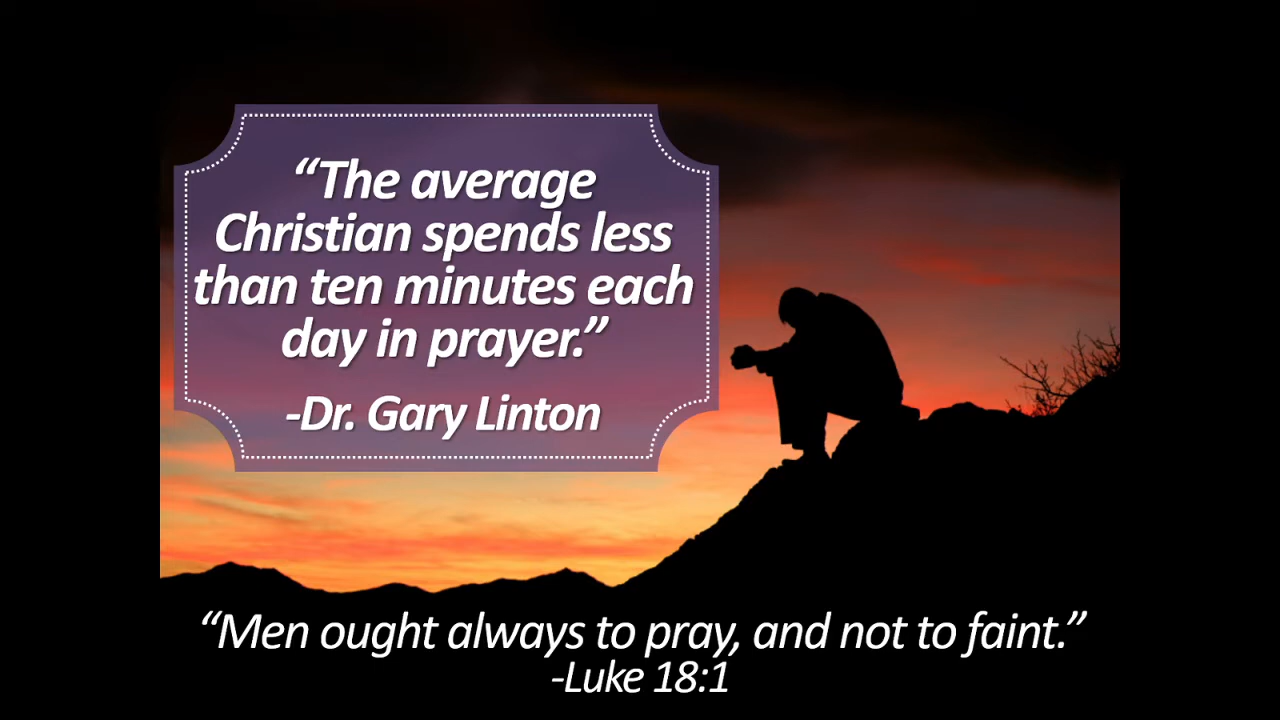 “The average
Christian spends less
than ten minutes each
day in prayer.”
-Dr. Gary Linton
“Men ought always to pray, and not to faint.”
-Luke 18:1